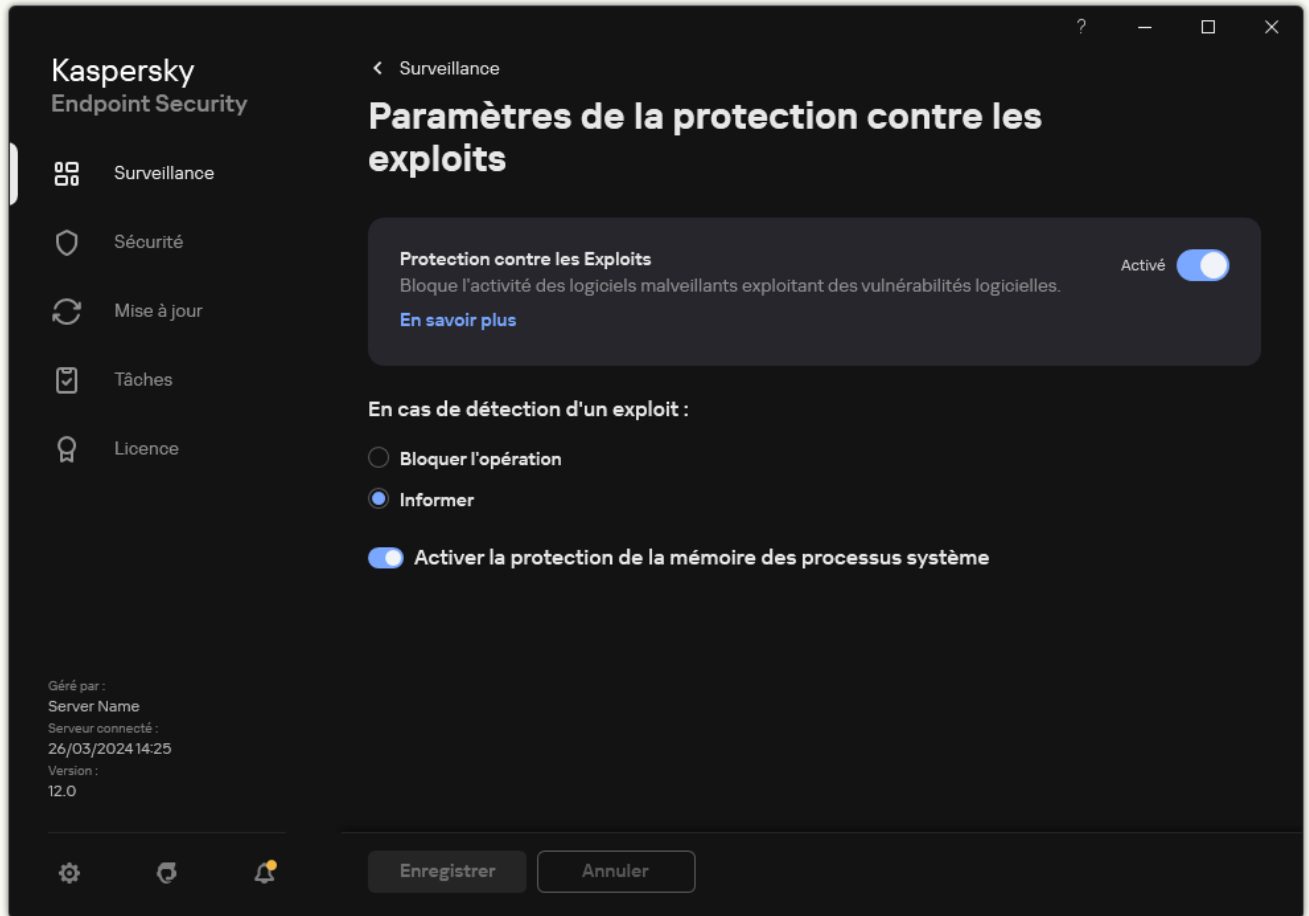 ?
Kaspersky
Endpoint Security
Surveillance
Sécurité
Mise à jour
Tâches
Licence
Géré par :
Server Name
Serveur connecté :
26/03/2024 14:25
Version :
12.0
Surveillance
Paramètres de la protection contre les
exploits
Protection contre les Exploits
Activé
Bloque l'activité des logiciels malveillants exploitant des vulnérabilités logicielles.
En savoir plus
En cas de détection d'un exploit :
Bloquer l'opération
Informer
Activer la protection de la mémoire des processus système
Enregistrer
Annuler